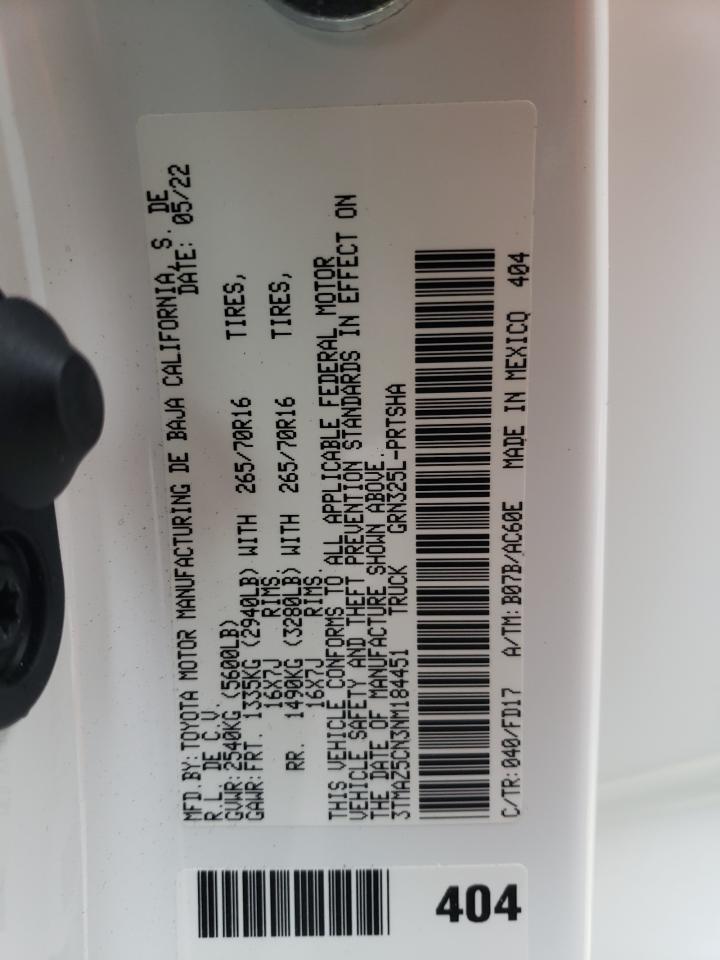 MFD.BY: TOYOTA MOTOR MANUFACTURING DE BAJA CALIFORNIA, S. DE
R.L. DE C.V. DATE: 05/22
GVWR: 2540KG (5600LB)
GAWR: FRT. 1335KG (2940LB) WITH 265/70R16 TIRES,
16X7J RIMS.
RR. 1490KG (3280LB) WITH 265/70R16 TIRES,
16X7J RIMS.
THIS VEHICLE CONFORMS TO ALL APPLICABLE FEDERAL MOTOR
VEHICLE SAFETY AND THEFT PREVENTION STANDARDS IN EFFECT ON
THE DATE OF MANUFACTURE SHOWN ABOVE.
3TMAZ5CN3NM184451 TRUCK GRN325L-PRTSHA
C/TR: 040/FD17 A/TM: B07B/AC60E MADE IN MEXICO 404
404